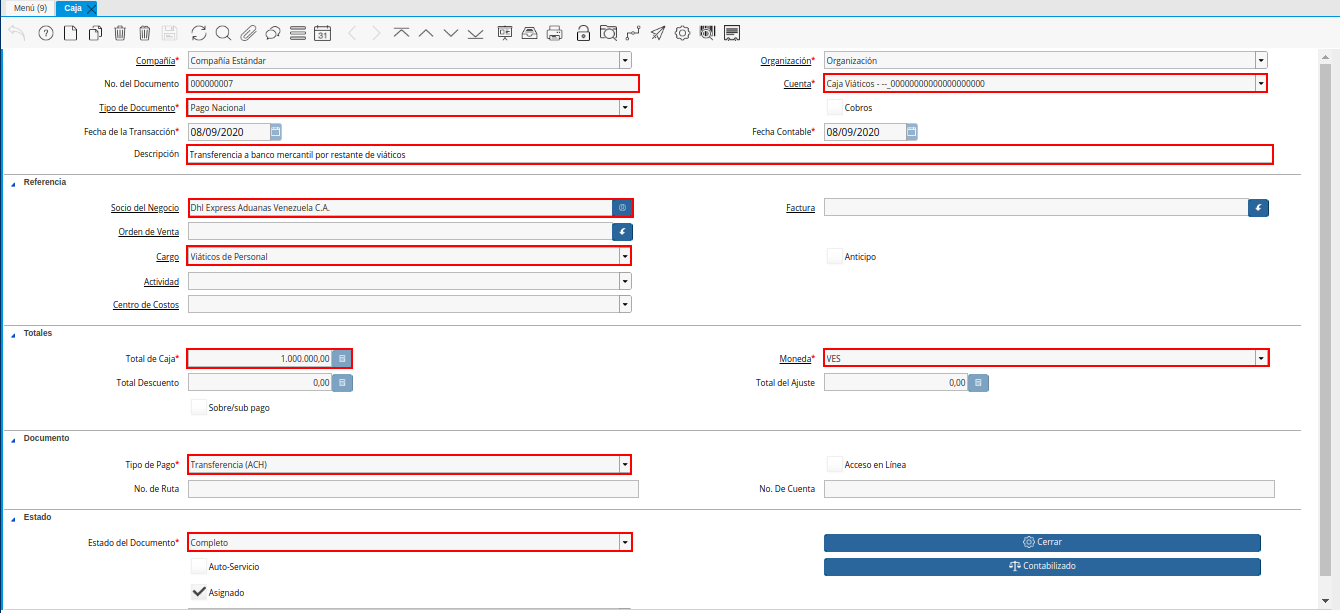 Menú (9) Caja
Compañía* Compañía Estándar Organización* Organización
No. del Documento 000000007 Cuenta* Caja Viáticos - --_00000000000000000000
Tipo de Documento* Pago Nacional Cobros
Fecha de la Transacción* 08/09/2020 Fecha Contable* 08/09/2020
Descripción Transferencia a banco mercantil por restante de viáticos
Referencia
Socio del Negocio Dhl Express Aduanas Venezuela C.A. Factura
Orden de Venta
Cargo Viáticos de Personal Anticipo
Actividad
Centro de Costos
Totales
Total de Caja* 1.000.000,00 Moneda* VES
Total Descuento 0,00 Total del Ajuste 0,00
Sobre/sub pago
Documento
Tipo de Pago* Transferencia (ACH) Acceso en Línea
No. de Ruta No. De Cuenta
Estado
Estado del Documento* Completo Cerrar
Auto-Servicio Contabilizado
Asignado